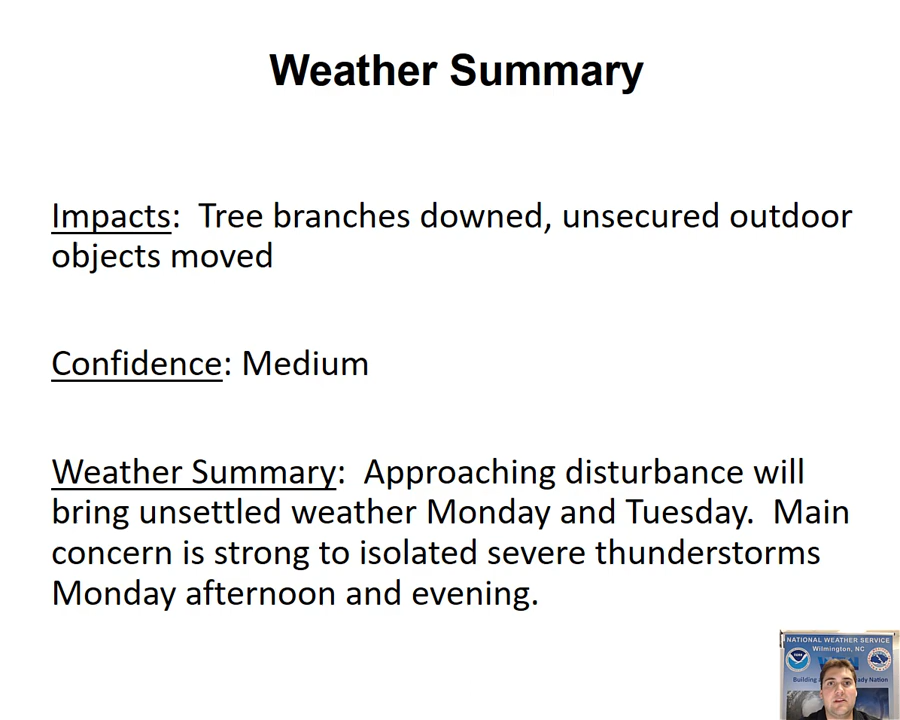 Weather Summary
Impacts:  Tree branches downed, unsecured outdoor
objects moved
Confidence: Medium
Weather Summary:  Approaching disturbance will
bring unsettled weather Monday and Tuesday.  Main
concern is strong to isolated severe thunderstorms
Monday afternoon and evening.
NATIONAL WEATHER SERVICE
Wilmington, NC
Building Nation